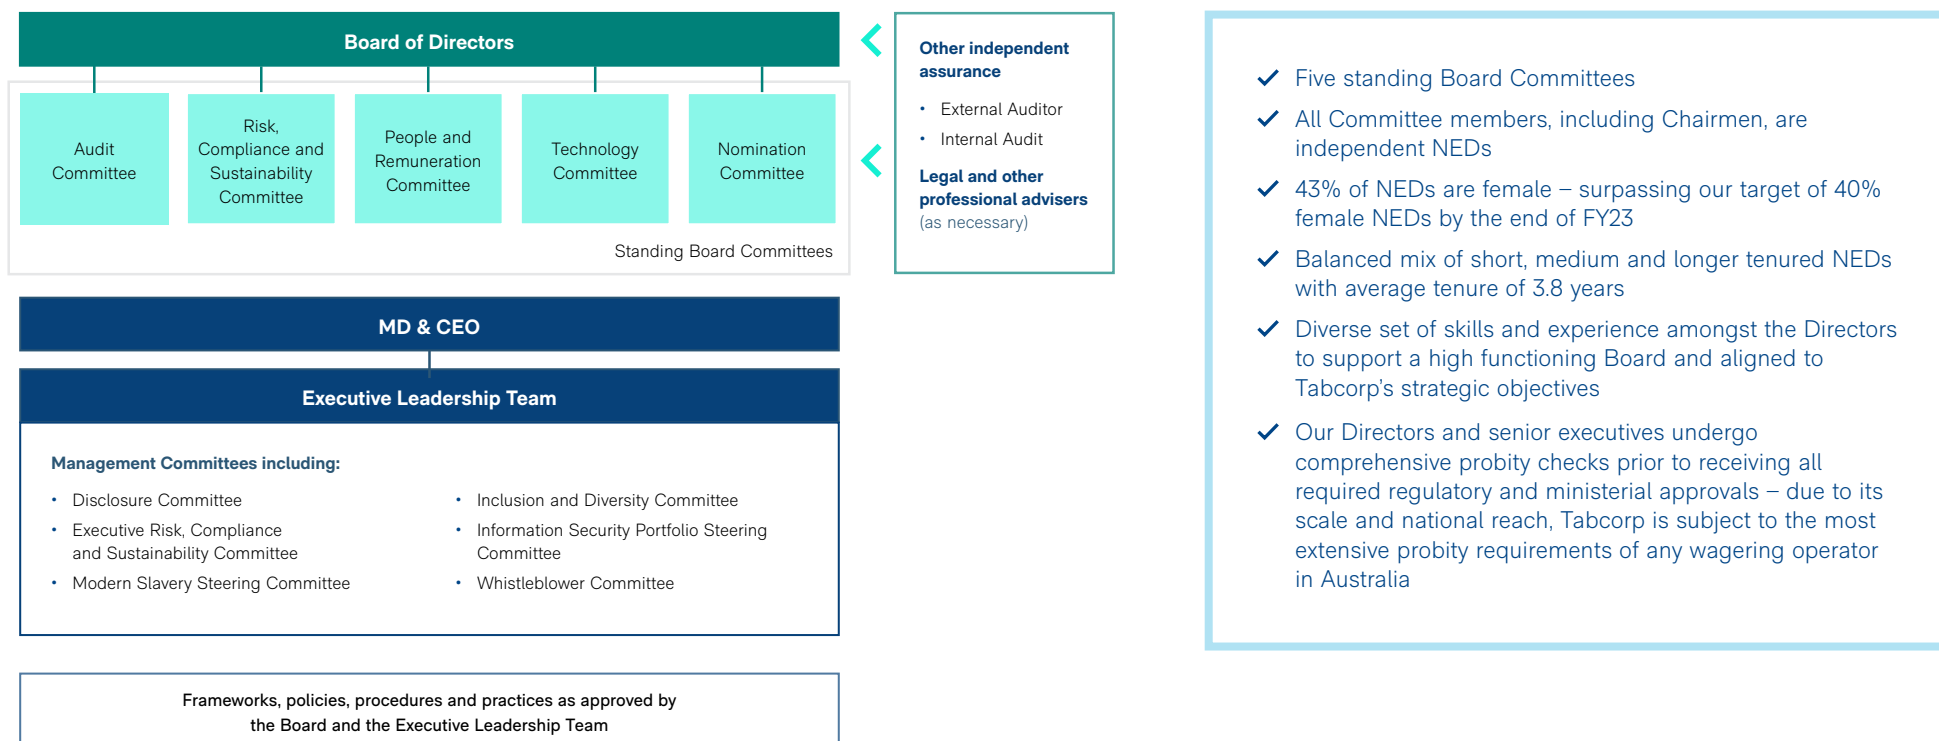 Board of Directors
Audit
Committee
Risk,
Compliance and
Sustainability
Committee
People and
Remuneration
Committee
Technology
Committee
Nomination
Committee
Standing Board Committees
Other independent
assurance
• External Auditor
• Internal Audit
Legal and other
professional advisers
(as necessary)
MD & CEO
Executive Leadership Team
Management Committees including:
• Disclosure Committee
• Executive Risk, Compliance
and Sustainability Committee
• Modern Slavery Steering Committee
• Inclusion and Diversity Committee
• Information Security Portfolio Steering
Committee
• Whistleblower Committee
Frameworks, policies, procedures and practices as approved by
the Board and the Executive Leadership Team
✓ Five standing Board Committees
✓ All Committee members, including Chairmen, are
independent NEDs
✓ 43% of NEDs are female – surpassing our target of 40%
female NEDs by the end of FY23
✓ Balanced mix of short, medium and longer tenured NEDs
with average tenure of 3.8 years
✓ Diverse set of skills and experience amongst the Directors
to support a high functioning Board and aligned to
Tabcorp's strategic objectives
✓ Our Directors and senior executives undergo
comprehensive probity checks prior to receiving all
required regulatory and ministerial approvals – due to its
scale and national reach, Tabcorp is subject to the most
extensive probity requirements of any wagering operator
in Australia